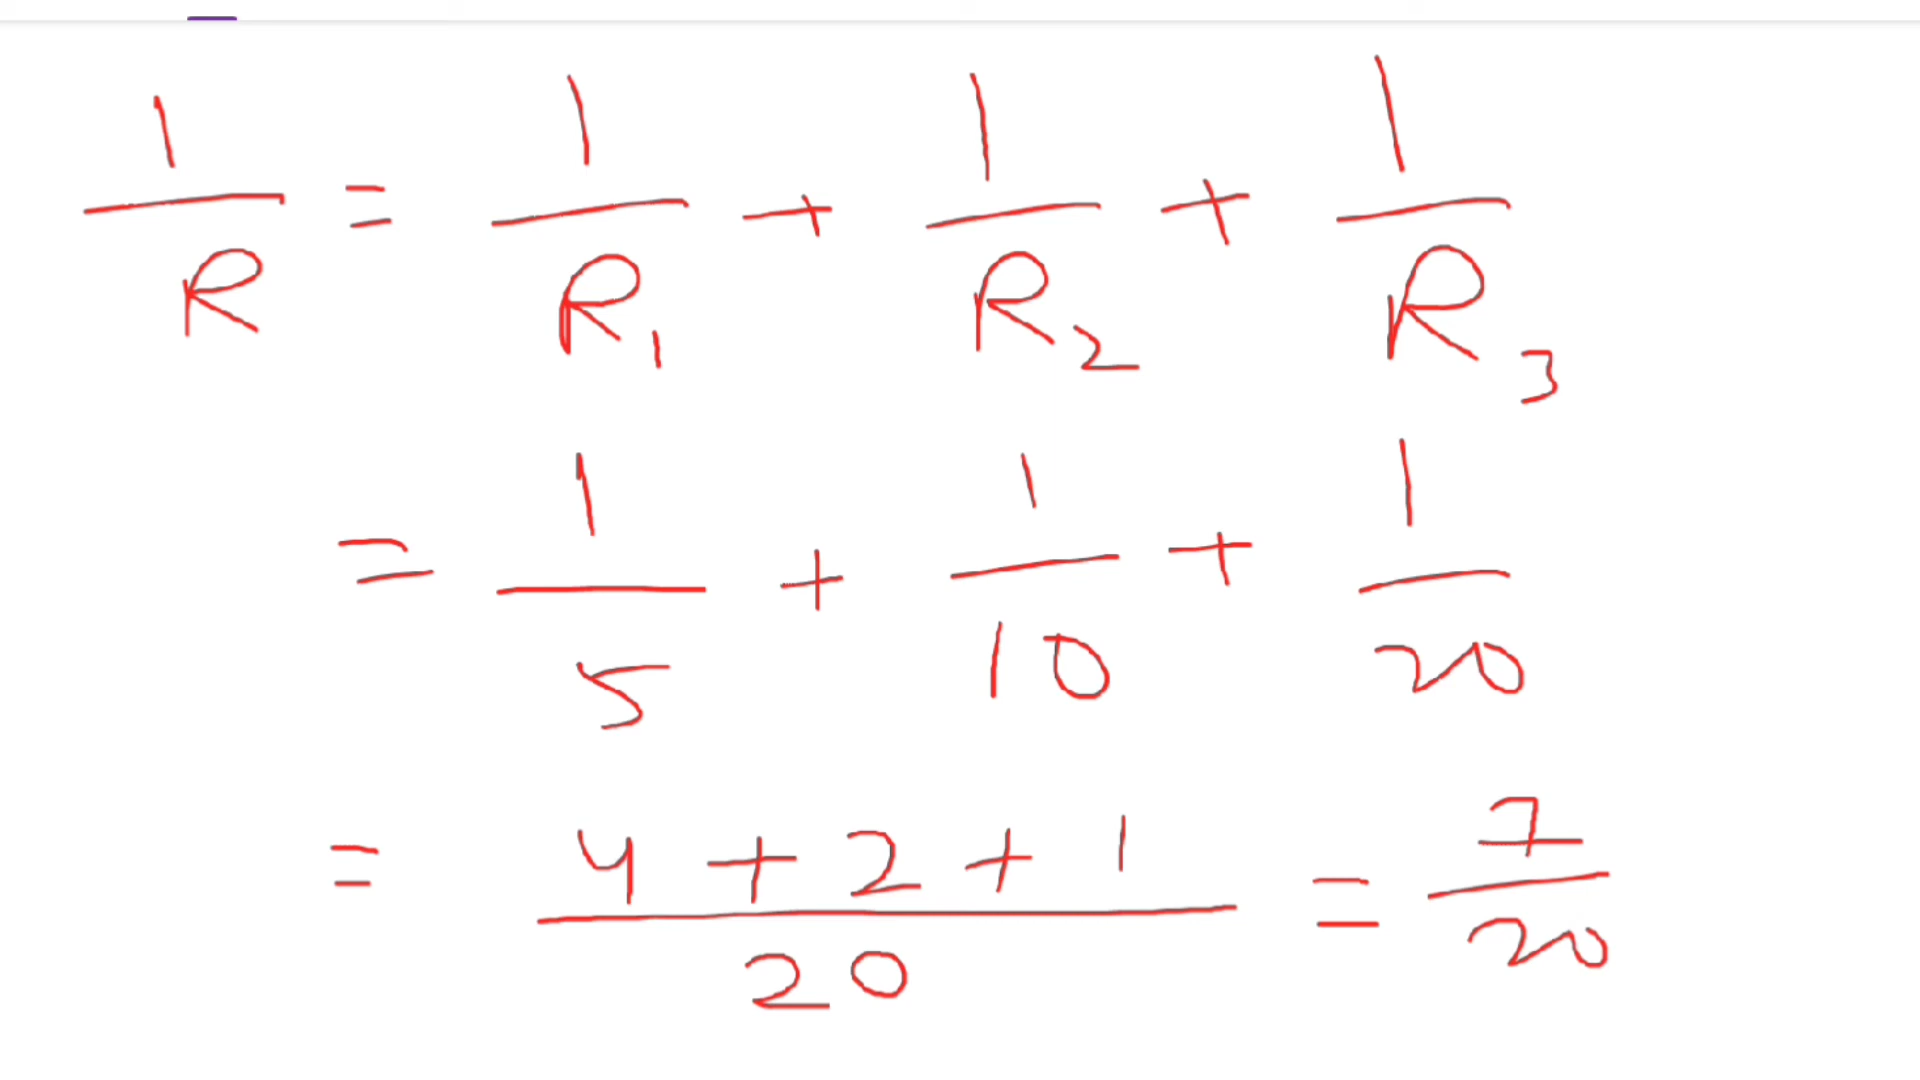 1/R = 1/R₁ + 1/R₂ + 1/R₃
= 1/5 + 1/10 + 1/20
= (4 + 2 + 1)/20 = 7/20